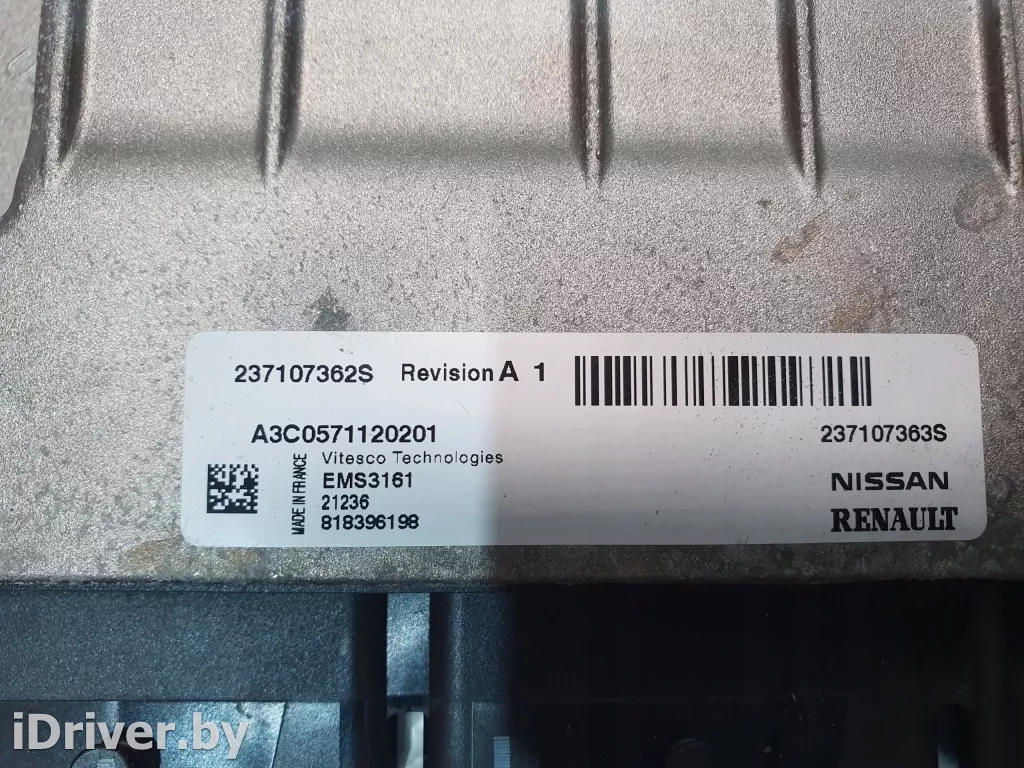 237107362S Revision A 1
A3C0571120201
237107363S
Vitesco Technologies
MADE IN FRANCE
EMS3161
21236
818396198
NISSAN
RENAULT
iDriver.by